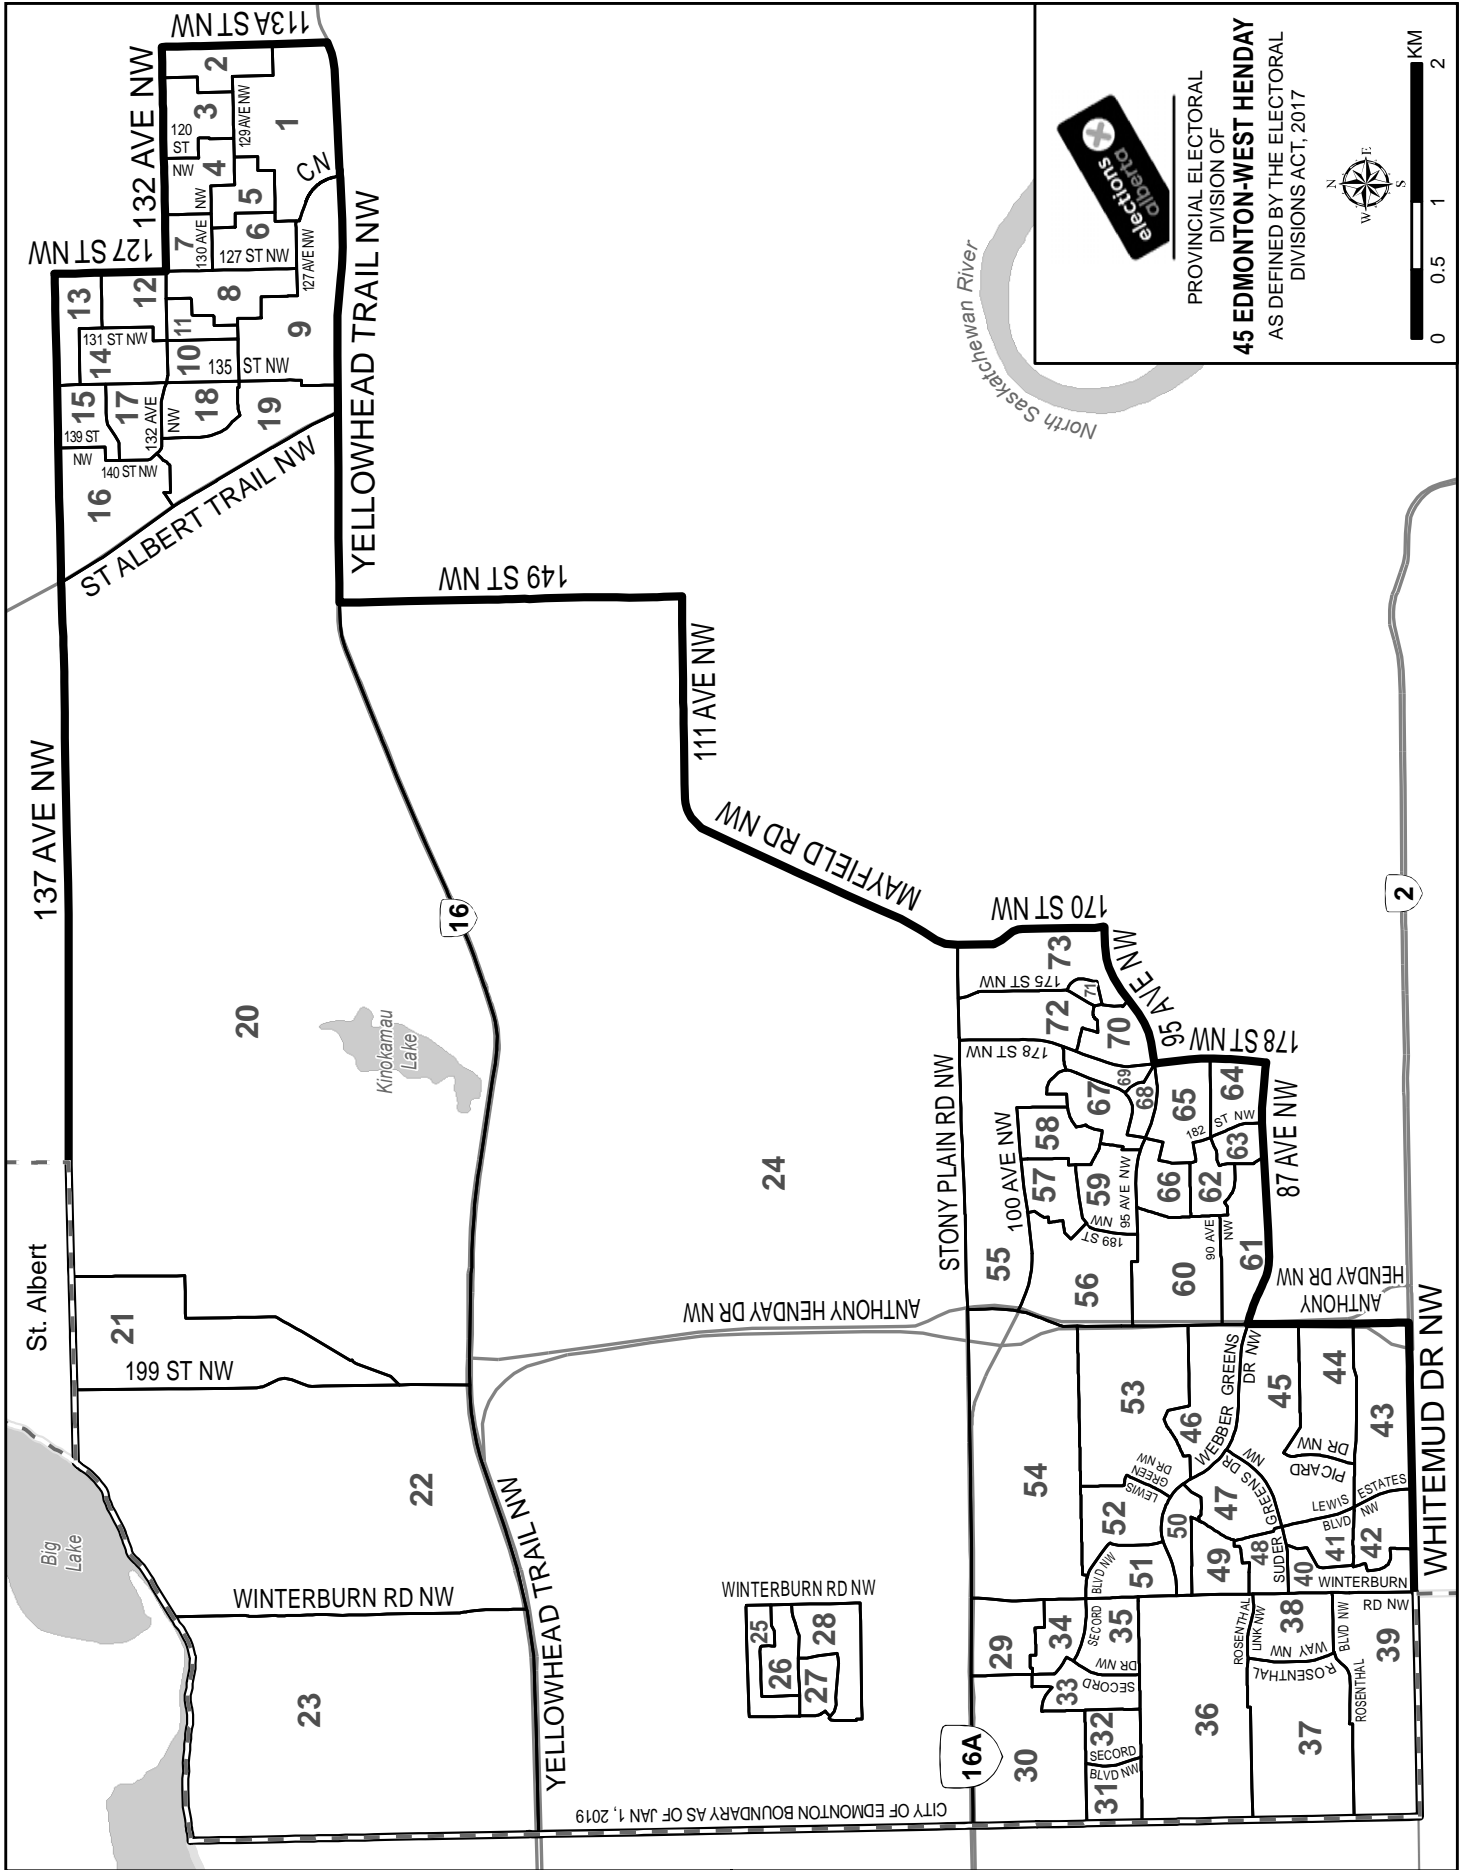 132 AVE NW
113A ST NW
127 ST NW
137 AVE NW
St. Albert
Big
Lake
Kinokamau
Lake
North Saskatchewan River
YELLOWHEAD TRAIL NW
ST ALBERT TRAIL NW
149 ST NW
111 AVE NW
MAYFIELD RD NW
170 ST NW
95 AVE NW
178 ST NW
87 AVE NW
ANTHONY
HENDAY DR NW
WHITEMUD DR NW
ANTHONY HENDAY DR NW
STONY PLAIN RD NW
100 AVE NW
199 ST NW
WINTERBURN RD NW
YELLOWHEAD TRAIL NW
WINTERBURN RD NW
CITY OF EDMONTON BOUNDARY AS OF JAN 1, 2019
16
16A
2
CN
120
ST
NW
129 AVE NW
130 AVE
NW
127 ST NW
127 AVE NW
131 ST NW
135
ST NW
132 AVE
NW
139 ST
NW
140 ST NW
175 ST NW
178 ST NW
182
ST NW
189 ST
NW
95 AVE NW
90 AVE
NW
WEBBER GREENS
DR NW
LEWIS
GREEN
DR NW
SUDER GREENS DR
NW
PICARD
DR NW
LEWIS ESTATES
BLVD NW
WINTERBURN
RD NW
SECORD
BLVD NW
SECORD
DR NW
SECORD
BLVD NW
ROSENTHAL
LINK NW
ROSENTHAL
WAY NW
ROSENTHAL
BLVD NW
1
2
3
4
5
6
7
8
9
10
11
12
13
14
15
16
17
18
19
20
21
22
23
24
25
26
27
28
29
30
31
32
33
34
35
36
37
38
39
40
41
42
43
44
45
46
47
48
49
50
51
52
53
54
55
56
57
58
59
60
61
62
63
64
65
66
67
68
69
70
71
72
73
elections
alberta
PROVINCIAL ELECTORAL
DIVISION OF
45 EDMONTON-WEST HENDAY
AS DEFINED BY THE ELECTORAL
DIVISIONS ACT, 2017
N
W E
S
KM
0 0.5 1 2